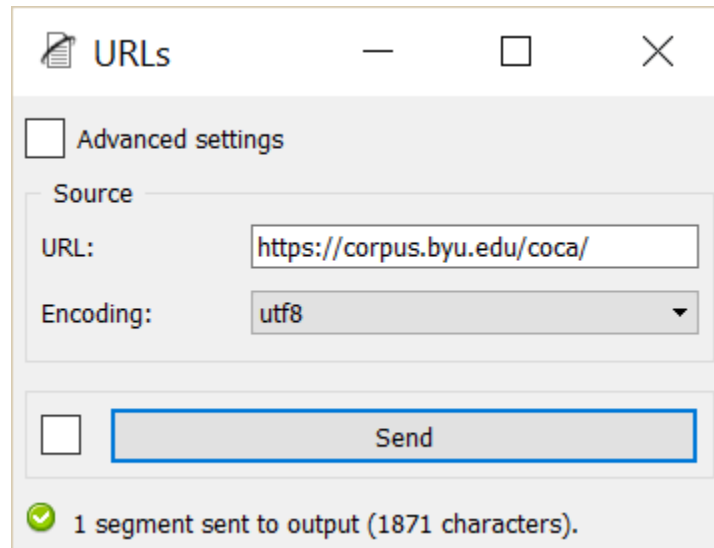 URLs
Advanced settings
Source
URL: https://corpus.byu.edu/coca/
Encoding: utf8
Send
1 segment sent to output (1871 characters).